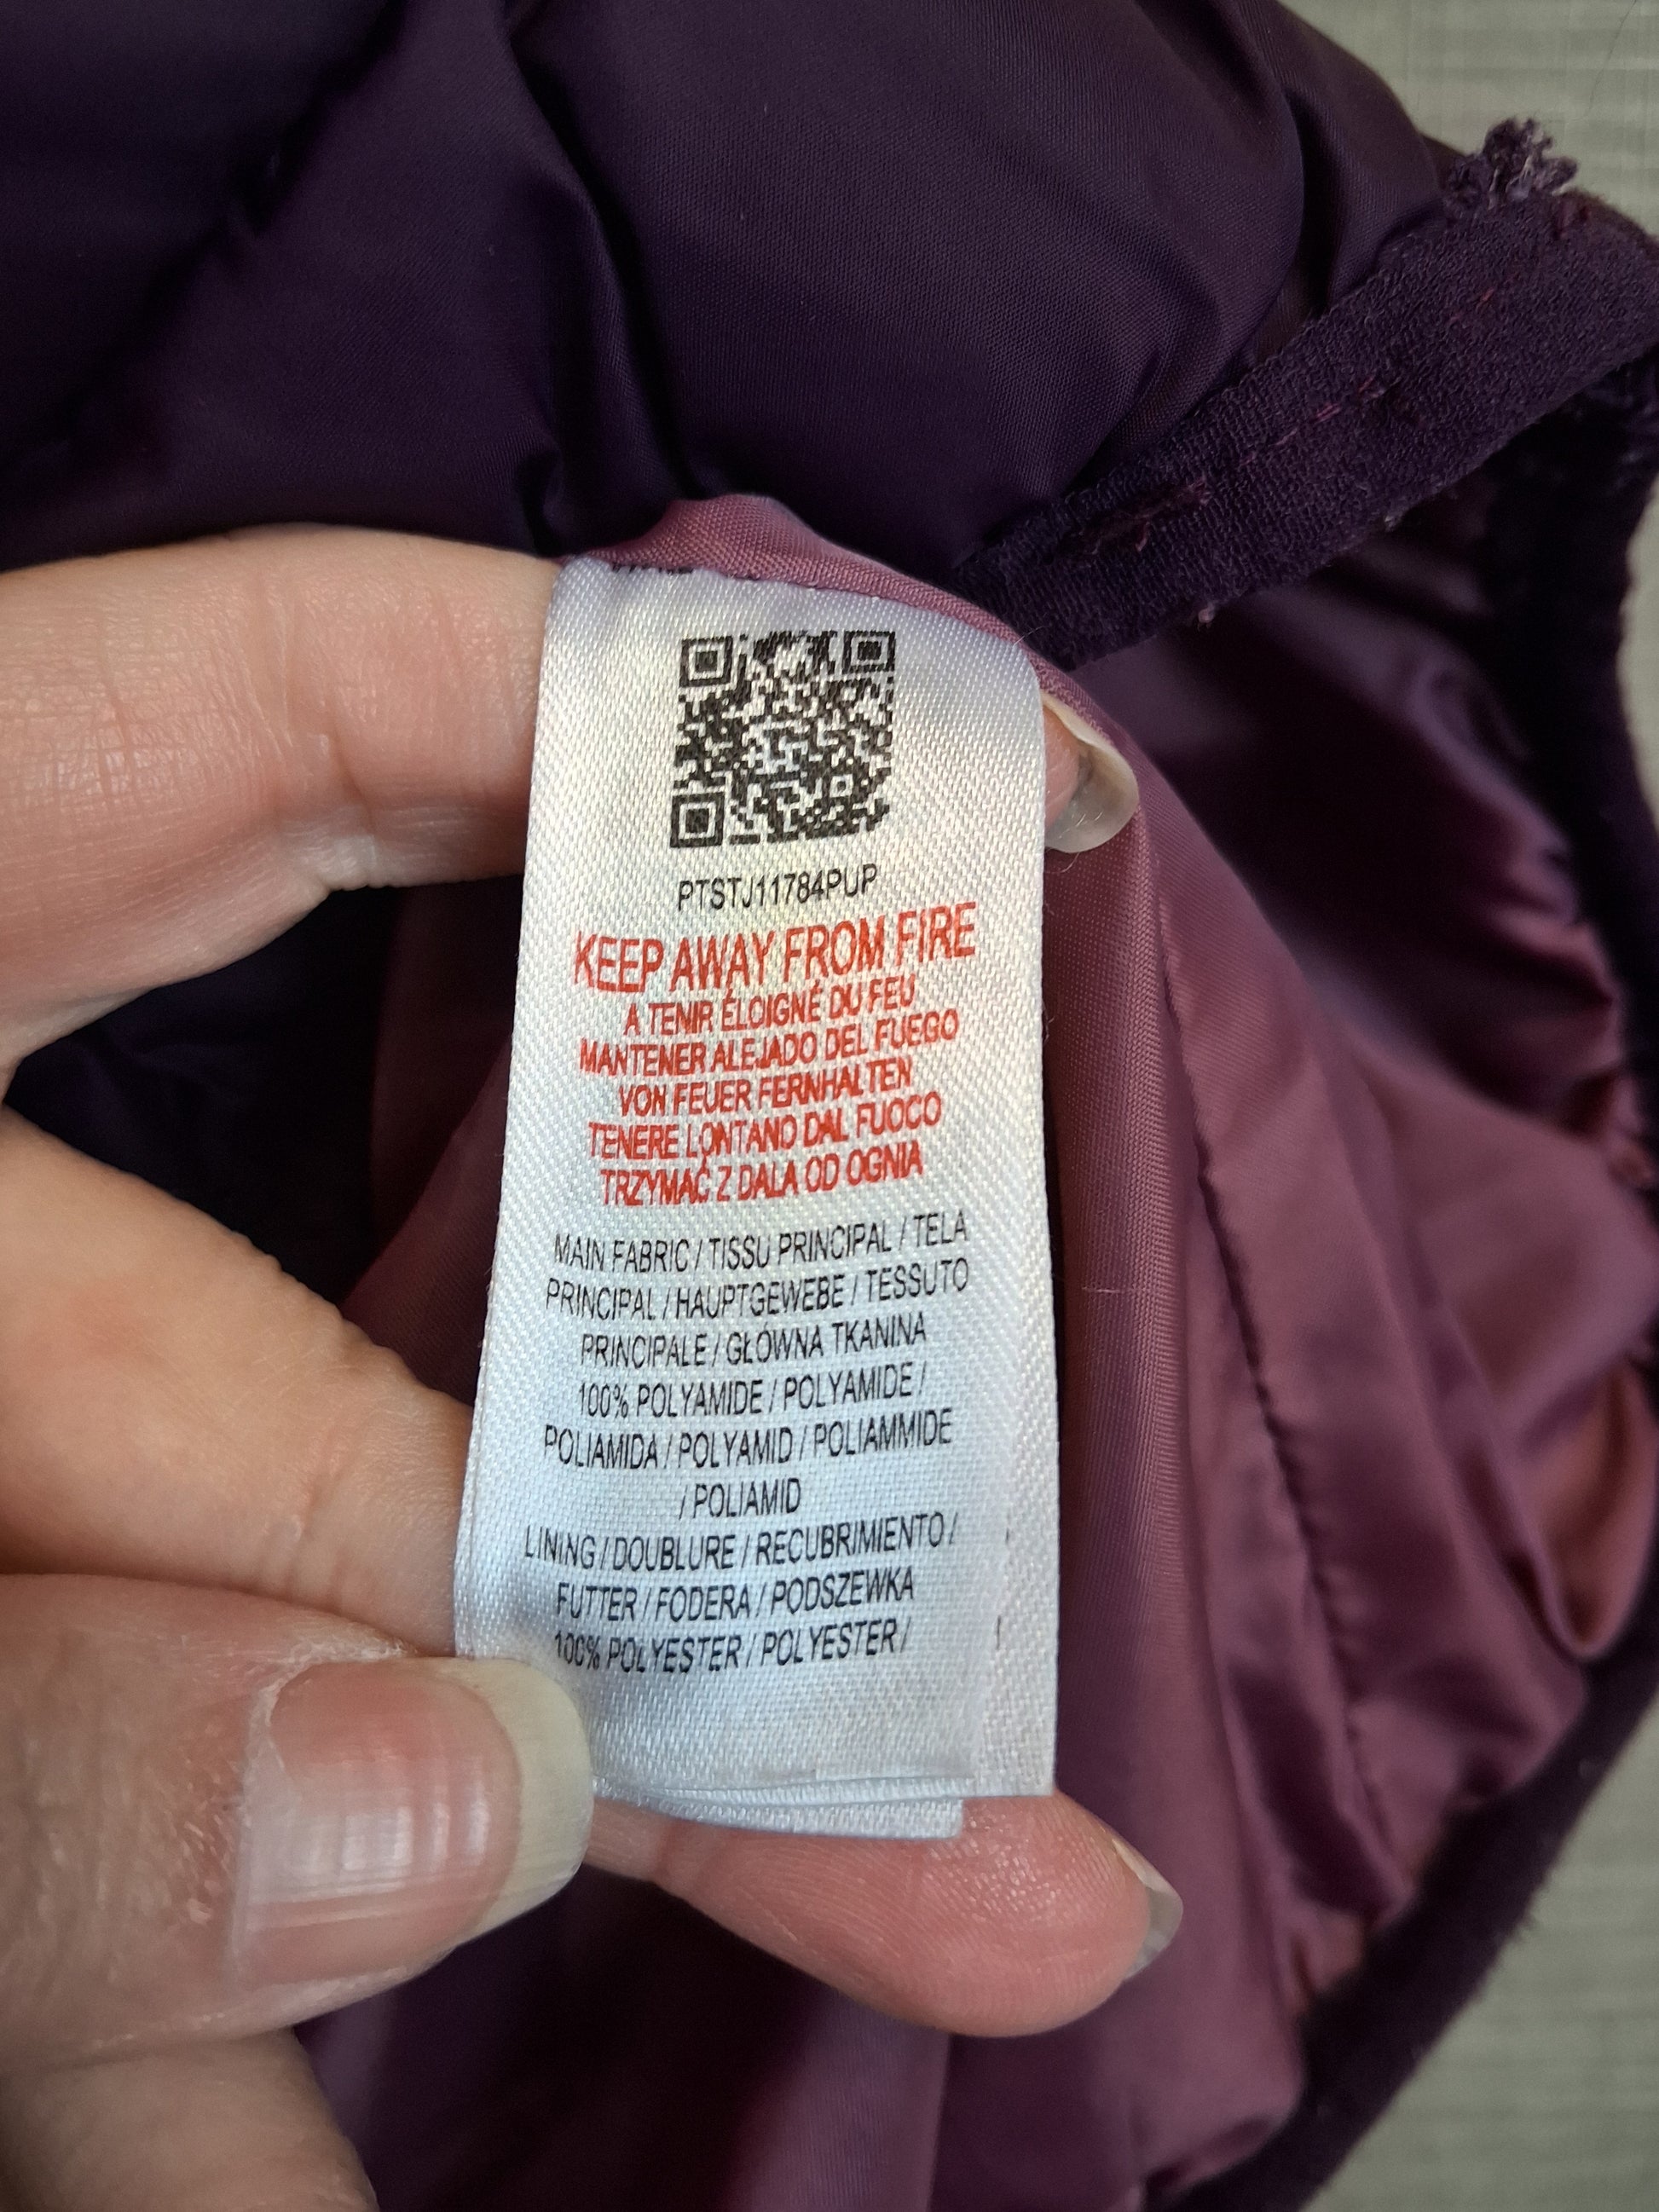 PTSTJ11784PUP
KEEP AWAY FROM FIRE
A TENIR ÉLOIGNÉ DU FEU
MANTENER ALEJADO DEL FUEGO
VON FEUER FERNHALTEN
TENERE LONTANO DAL FUOCO
TRZYMAĆ Z DALA OD OGNIA
MAIN FABRIC / TISSU PRINCIPAL / TELA
PRINCIPAL / HAUPTGEWEBE / TESSUTO
PRINCIPALE / GŁÓWNA TKANINA
100% POLYAMIDE / POLYAMIDE /
POLIAMIDA / POLYAMID / POLIAMMIDE
/ POLIAMID
LINING / DOUBLURE / RECUBRIMIENTO /
FUTTER / FODERA / PODSZEWKA
100% POLYESTER / POLYESTER /